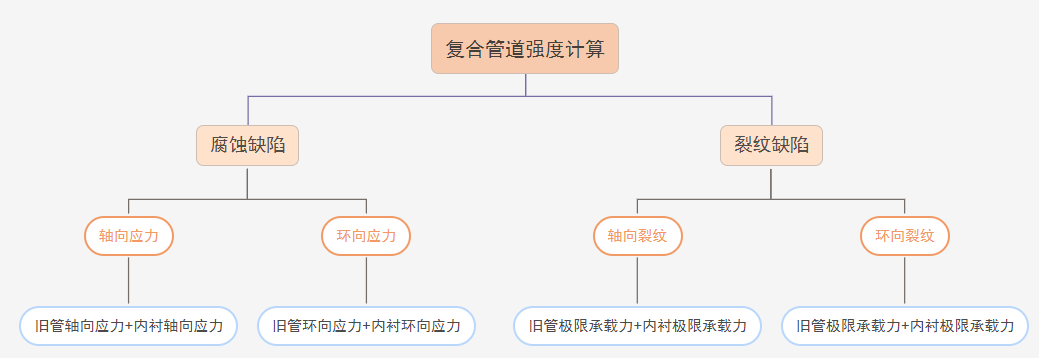 复合管道强度计算
腐蚀缺陷
裂纹缺陷
轴向应力
环向应力
轴向裂纹
环向裂纹
旧管轴向应力+内衬轴向应力
旧管环向应力+内衬环向应力
旧管极限承载力+内衬极限承载力
旧管极限承载力+内衬极限承载力